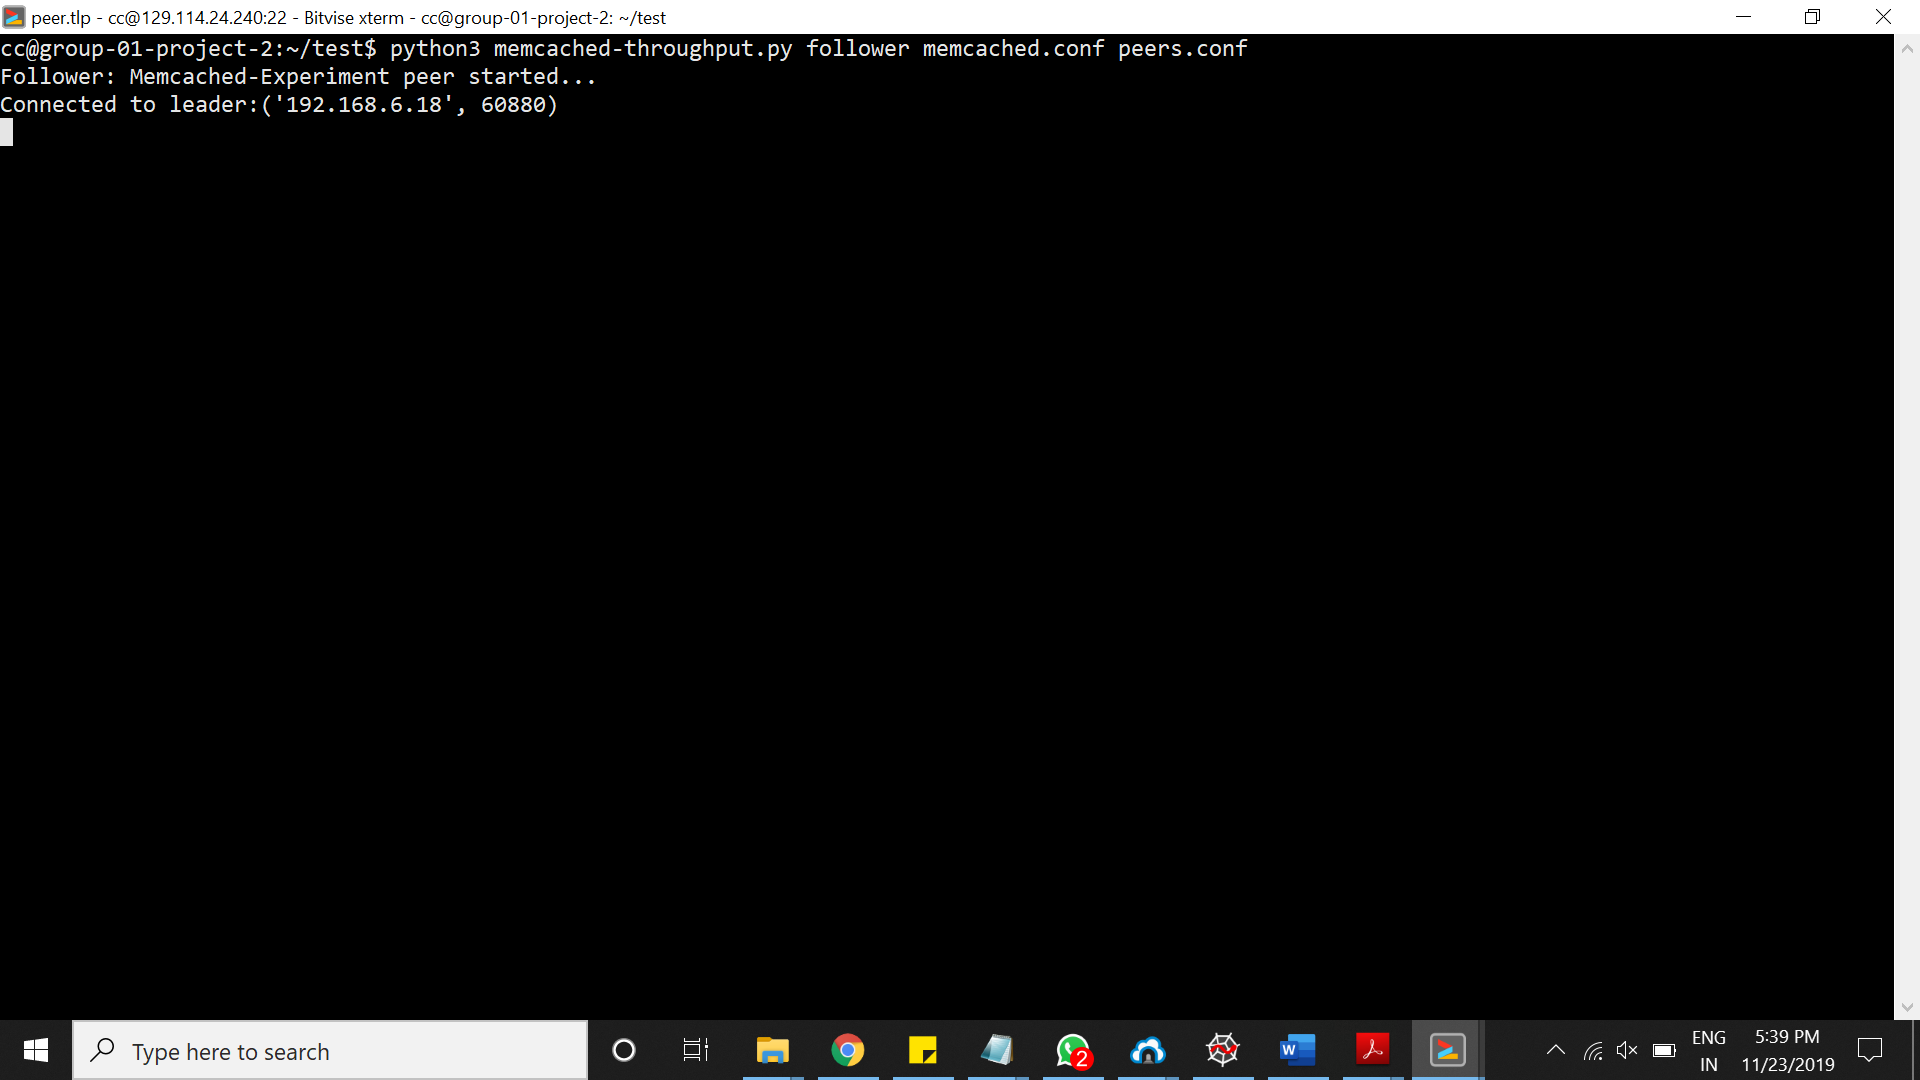 peer.tlp - cc@129.114.24.240:22 - Bitvise xterm - cc@group-01-project-2: ~/test
cc@group-01-project-2:~/test$ python3 memcached-throughput.py follower memcached.conf peers.conf
Follower: Memcached-Experiment peer started...
Connected to leader:('192.168.6.18', 60880)
Type here to search
2
W
ENG
IN
5:39 PM
11/23/2019